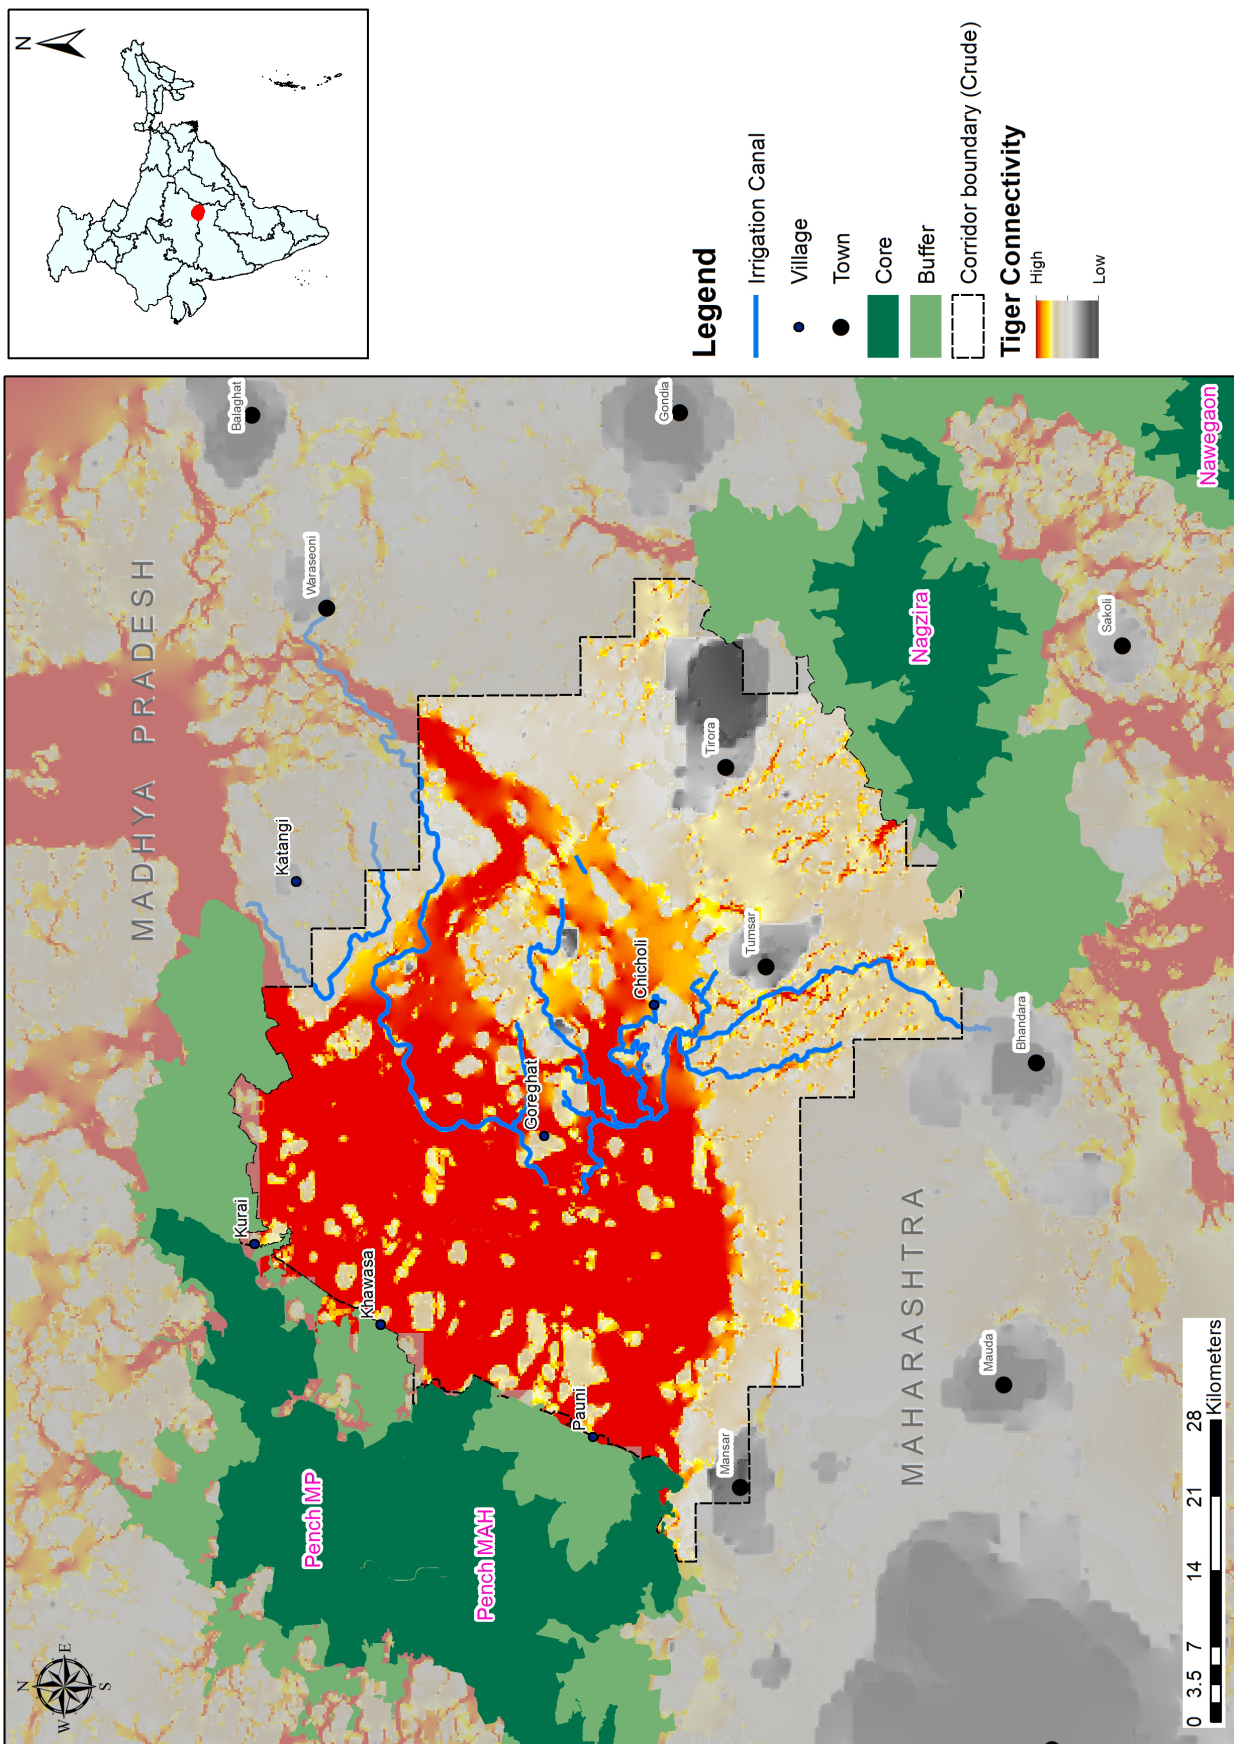 N
MADHYA PRADESH
Balaghat
Waraseoni
Katangi
Kurai
Khawasa
Pench MP
Pench MAH
Pauni
Goreghat
Chicholi
Gondia
Tirora
Tumsar
Mansar
Nagzira
Nawegaon
Sakoli
Bhandara
MAHARASHTRA
Mauda
N
W E
S
0 3.5 7 14 21 28
Kilometers
Legend
Irrigation Canal
Village
Town
Core
Buffer
Corridor boundary (Crude)
Tiger Connectivity
High
Low